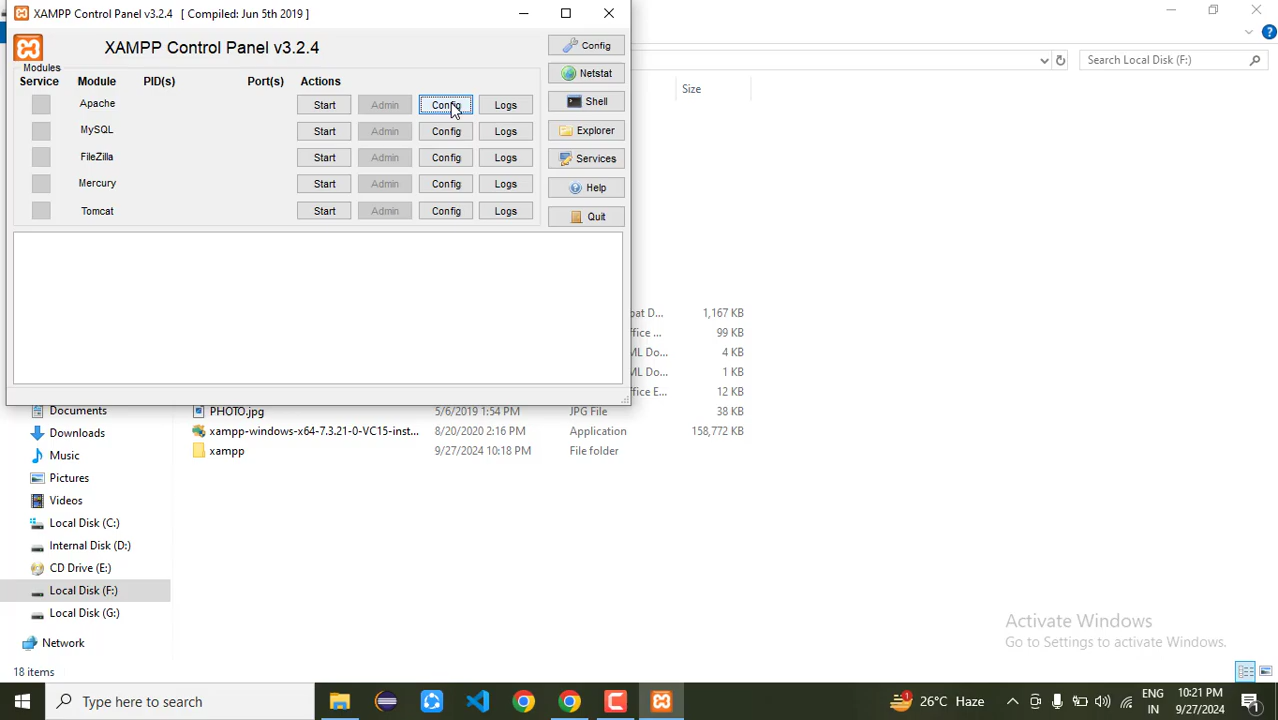 XAMPP Control Panel v3.2.4 [ Compiled: Jun 5th 2019 ]
XAMPP Control Panel v3.2.4
Config
Modules
Service Module PID(s) Port(s) Actions
Netstat
Apache Start Admin Config Logs
Shell
MySQL Start Admin Config Logs
Explorer
FileZilla Start Admin Config Logs
Services
Mercury Start Admin Config Logs
Help
Tomcat Start Admin Config Logs
Quit
Search Local Disk (F:)
Size
bat D... 1,167 KB
ffice ... 99 KB
ML Do... 4 KB
ML Do... 1 KB
ffice E... 12 KB
Documents
PHOTO.jpg 5/6/2019 1:54 PM JPG File 38 KB
Downloads
xampp-windows-x64-7.3.21-0-VC15-inst... 8/20/2020 2:16 PM Application 158,772 KB
Music
xampp 9/27/2024 10:18 PM File folder
Pictures
Videos
Local Disk (C:)
Internal Disk (D:)
CD Drive (E:)
Local Disk (F:)
Local Disk (G:)
Network
18 items
Activate Windows
Go to Settings to activate Windows.
Type here to search
1
26°C Haze
ENG
IN
10:21 PM
9/27/2024
1